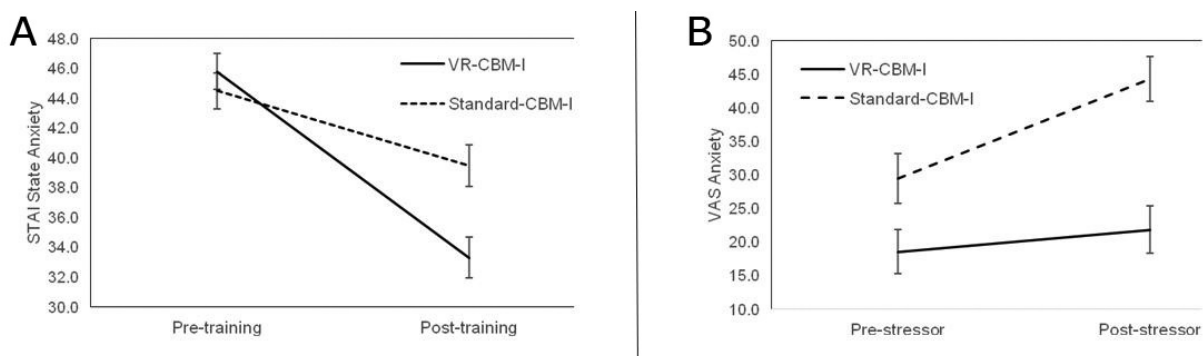 A
STAI State Anxiety
48.0
46.0
44.0
42.0
40.0
38.0
36.0
34.0
32.0
30.0
VR-CBM-I
Standard-CBM-I
Pre-training
Post-training
B
VAS Anxiety
50.0
45.0
40.0
35.0
30.0
25.0
20.0
15.0
10.0
VR-CBM-I
Standard-CBM-I
Pre-stressor
Post-stressor